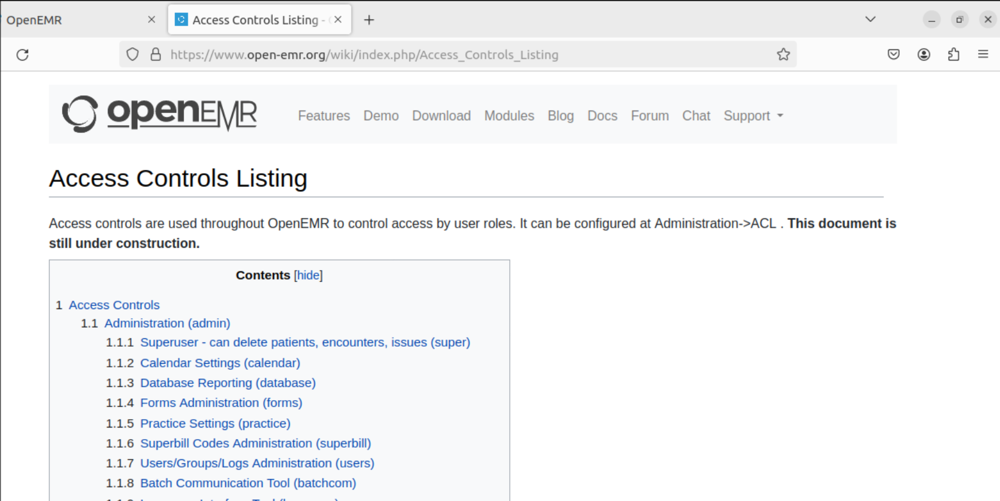 OpenEMR
Access Controls Listing -
https://www.open-emr.org/wiki/index.php/Access_Controls_Listing
openEMR
Features Demo Download Modules Blog Docs Forum Chat Support
Access Controls Listing
Access controls are used throughout OpenEMR to control access by user roles. It can be configured at Administration->ACL . This document is
still under construction.
Contents [hide]
1 Access Controls
1.1 Administration (admin)
1.1.1 Superuser - can delete patients, encounters, issues (super)
1.1.2 Calendar Settings (calendar)
1.1.3 Database Reporting (database)
1.1.4 Forms Administration (forms)
1.1.5 Practice Settings (practice)
1.1.6 Superbill Codes Administration (superbill)
1.1.7 Users/Groups/Logs Administration (users)
1.1.8 Batch Communication Tool (batchcom)